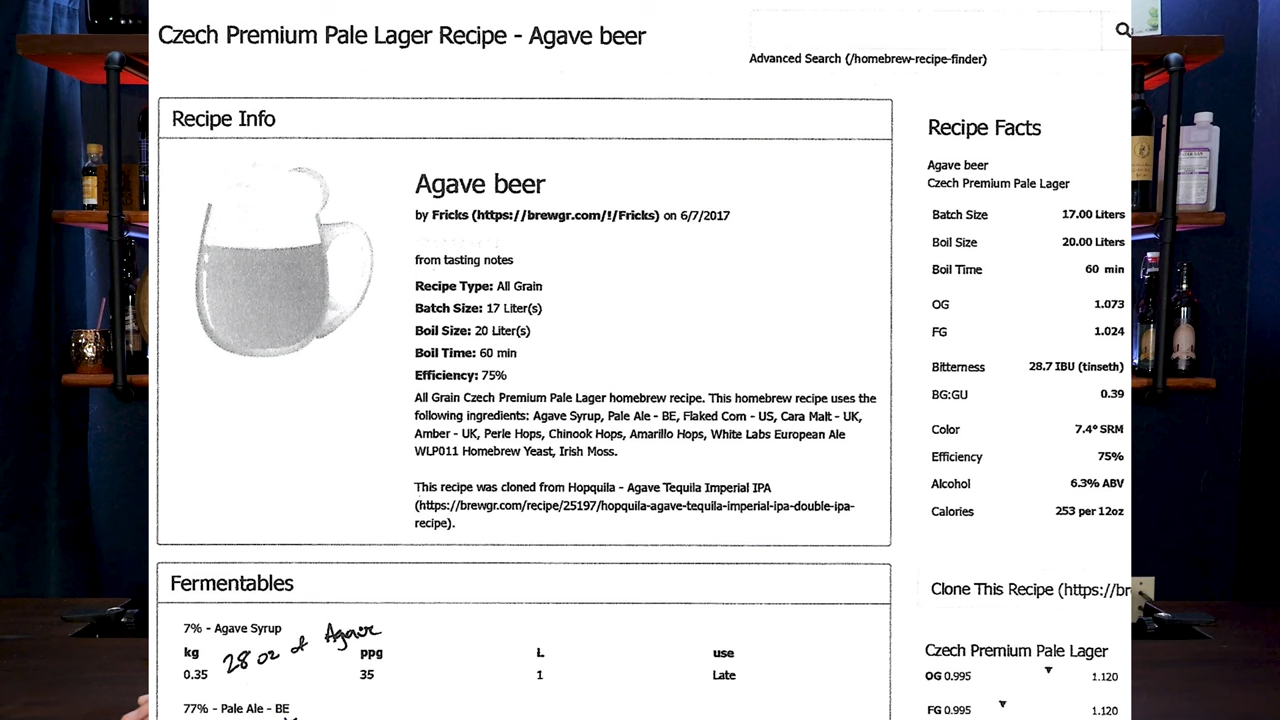 Czech Premium Pale Lager Recipe - Agave beer
Advanced Search (/homebrew-recipe-finder)
Recipe Info
Agave beer
by Fricks (https://brewgr.com/!/Fricks) on 6/7/2017
from tasting notes
Recipe Type: All Grain
Batch Size: 17 Liter(s)
Boil Size: 20 Liter(s)
Boil Time: 60 min
Efficiency: 75%
All Grain Czech Premium Pale Lager homebrew recipe. This homebrew recipe uses the
following ingredients: Agave Syrup, Pale Ale - BE, Flaked Corn - US, Cara Malt - UK,
Amber - UK, Perle Hops, Chinook Hops, Amarillo Hops, White Labs European Ale
WLP011 Homebrew Yeast, Irish Moss.
This recipe was cloned from Hopquila - Agave Tequila Imperial IPA
(https://brewgr.com/recipe/25197/hopquila-agave-tequila-imperial-ipa-double-ipa-
recipe).
Fermentables
7% - Agave Syrup
28 oz of Agave
kg ppg L use
0.35 35 1 Late
77% - Pale Ale - BE
Recipe Facts
Agave beer
Czech Premium Pale Lager
Batch Size 17.00 Liters
Boil Size 20.00 Liters
Boil Time 60 min
OG 1.073
FG 1.024
Bitterness 28.7 IBU (tinseth)
BG:GU 0.39
Color 7.4° SRM
Efficiency 75%
Alcohol 6.3% ABV
Calories 253 per 12oz
Clone This Recipe (https://br
Czech Premium Pale Lager
OG 0.995 1.120
FG 0.995 1.120